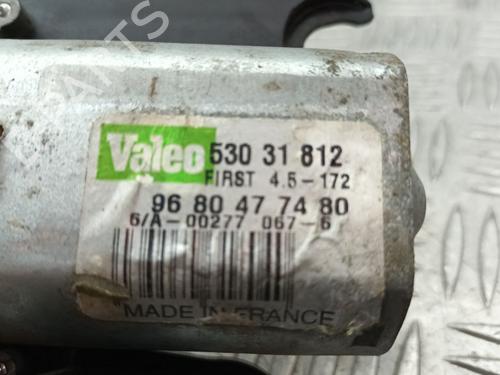 Valeo 530 31 812
FIRST 4.5-172
96 80 47 74 80
6/A-00277 067-6
MADE IN FRANCE
PARTS